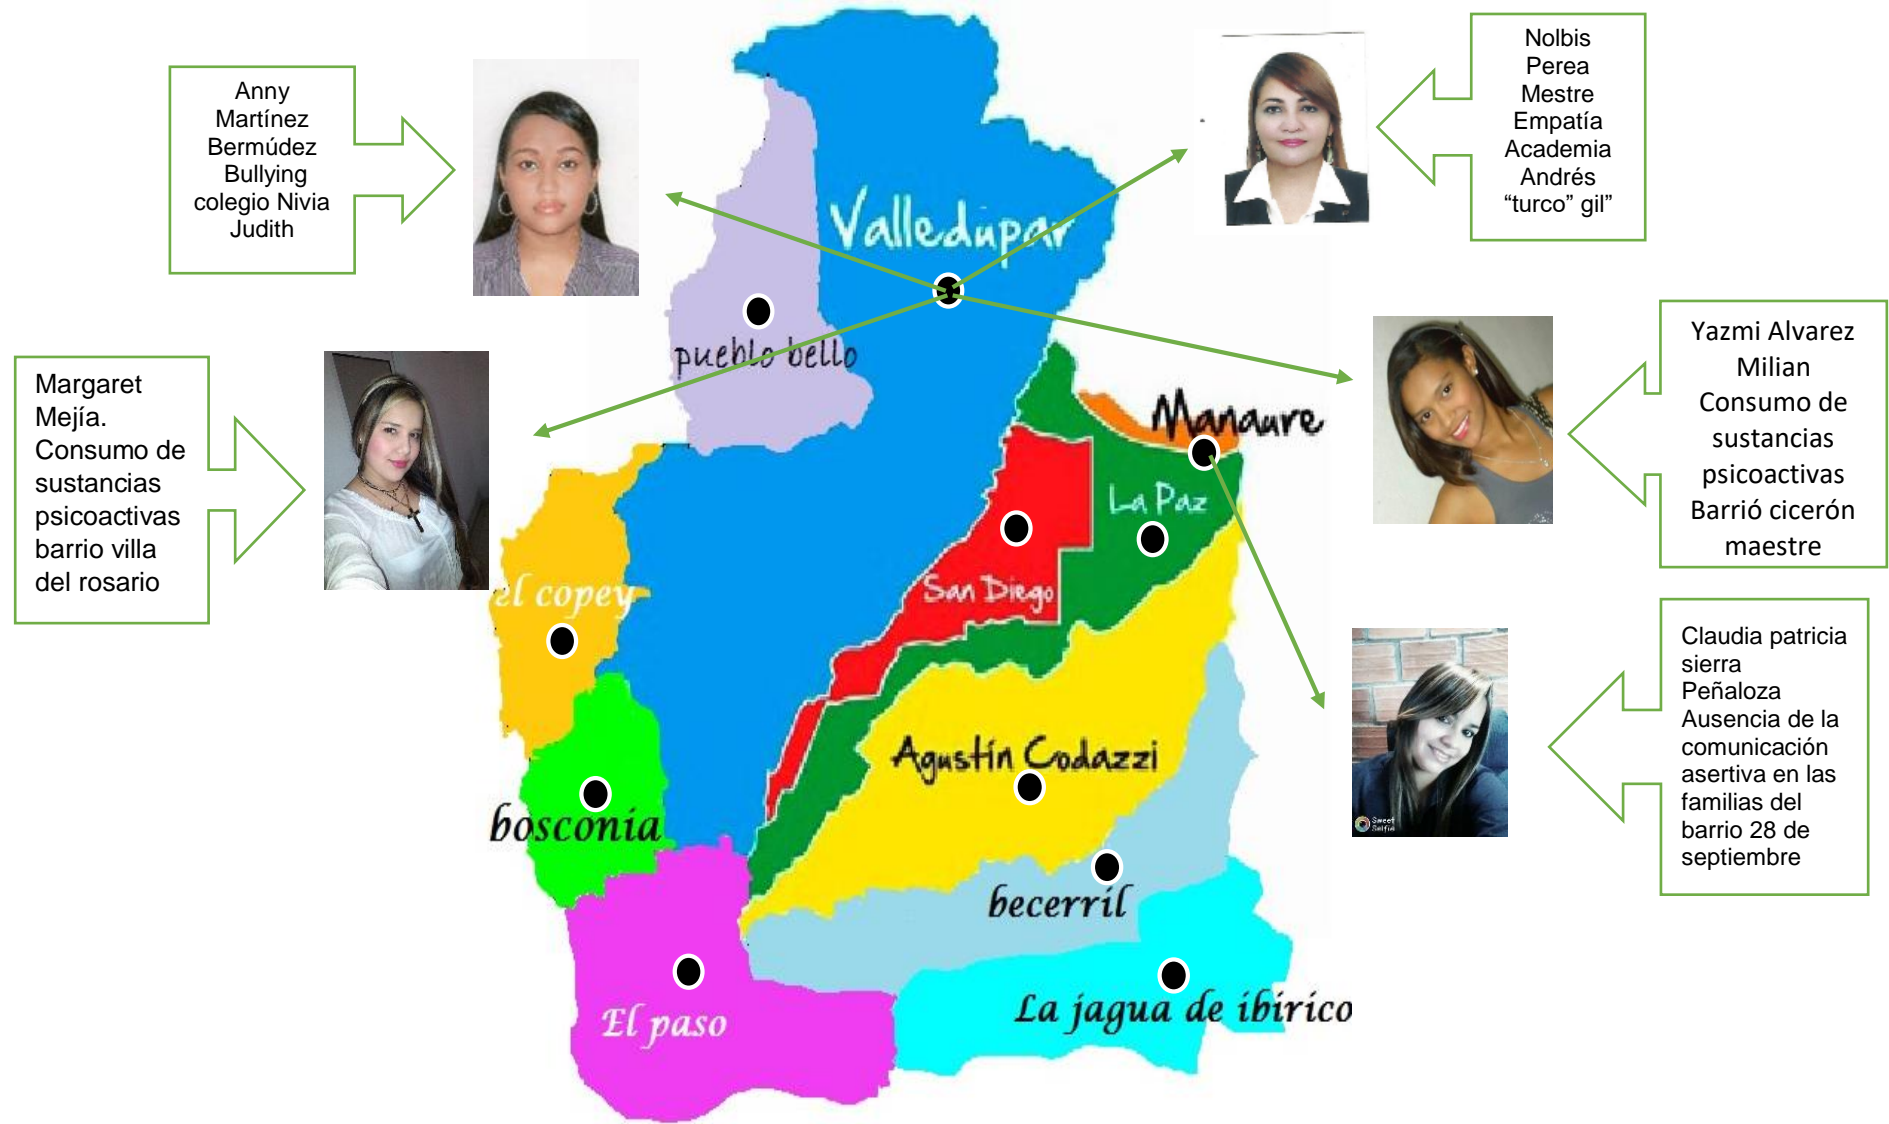 Anny
Martínez
Bermúdez
Bullying
colegio Nivia
Judith
Nolbis
Perea
Mestre
Empatía
Academia
Andrés
“turco” gil”
Valledupar
pueblo bello
Margaret
Mejía.
Consumo de
sustancias
psicoactivas
barrio villa
del rosario
Yazmi Alvarez
Milian
Consumo de
sustancias
psicoactivas
Barrió cicerón
maestre
Manaure
La Paz
San Diego
el copey
Claudia patricia
sierra
Peñaloza
Ausencia de la
comunicación
asertiva en las
familias del
barrio 28 de
septiembre
Sweet
Selfie
Agustín Codazzi
bosconia
becerril
El paso
La jagua de ibirico